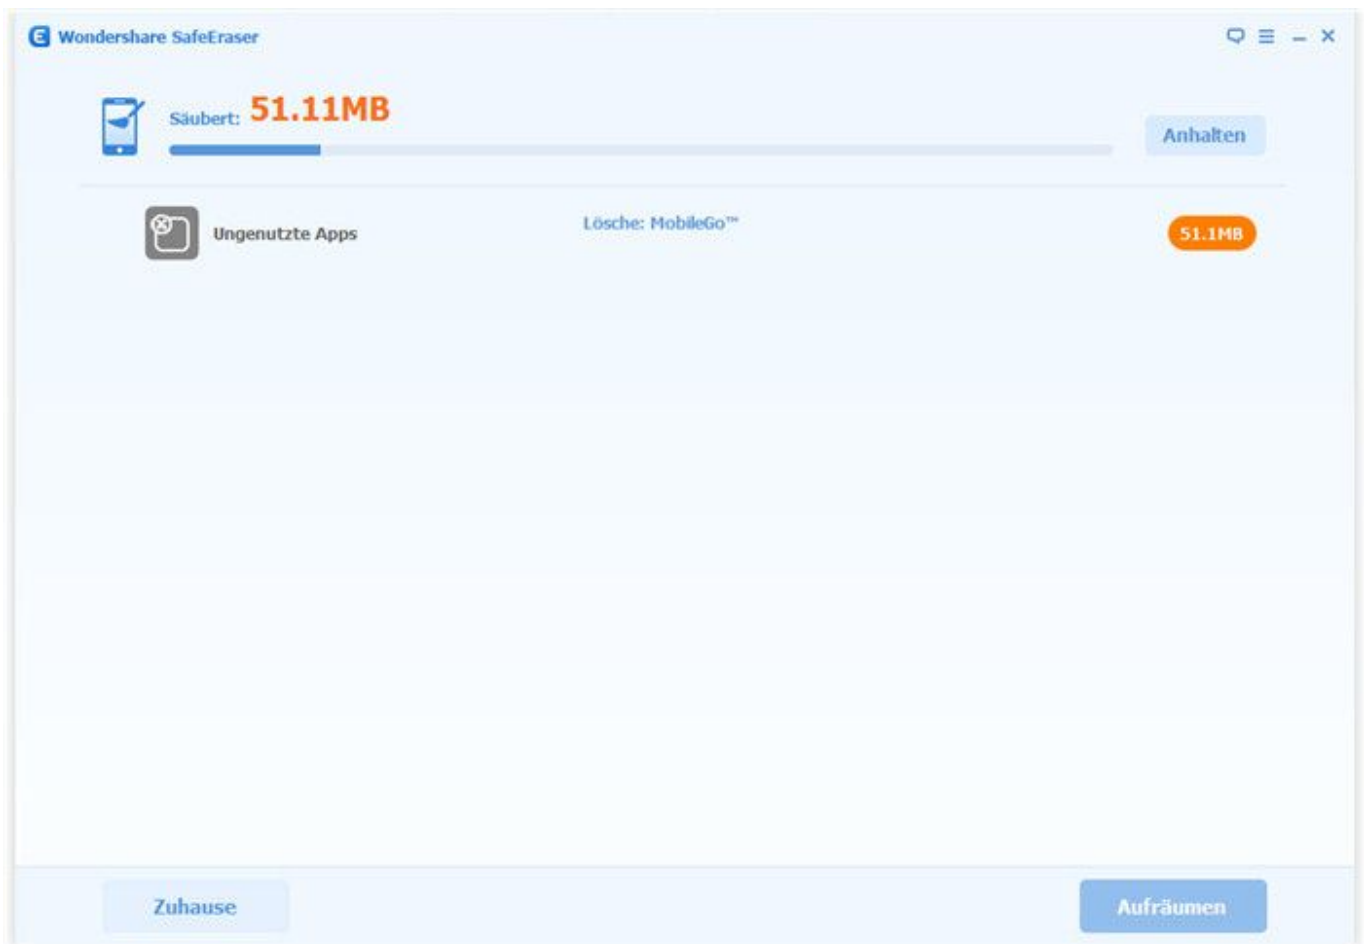 Wondershare SafeEraser
Säubert: 51.11MB
Anhalten
Ungenutzte Apps
Lösche: MobileGo™
51.1MB
Zuhause
Aufräumen